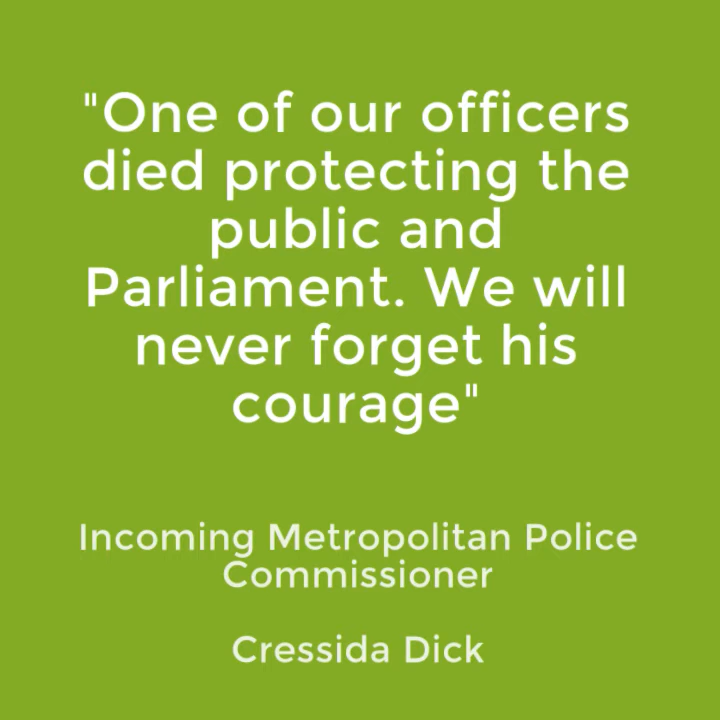 "One of our officers
died protecting the
public and
Parliament. We will
never forget his
courage"
Incoming Metropolitan Police
Commissioner
Cressida Dick